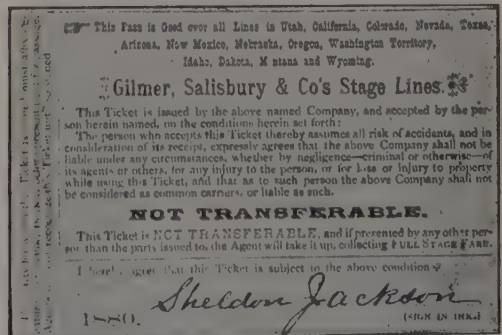 This Pass is Good over all Lines in Utah, California, Colorado, Nevada, Texas,
Arizona, New Mexico, Nebraska, Oregon, Washington Territory,
Idaho, Dakota, M ntana and Wyoming.
Gilmer, Salisbury & Co's Stage Lines.
This Ticket is issued by the above named Company, and accepted by the per-
son herein named, on the conditions herein set forth:
The person who accepts this Ticket thereby assumes all risk of accidents, and in
consideration of its receipt, expressly agrees that the above Company shall not be
liable under any circumstances, whether by negligence—criminal or otherwise—of
its agents or others, for any injury to the person, or for loss or injury to property
while using this Ticket, and that as to such person the above Company shall not
be considered as common carriers, or liable as such.
NOT TRANSFERABLE.
This Ticket is NOT TRANSFERABLE, and if presented by any other per-
son than the party issued to, the Agent will take it up, collecting FULL STAGE FARE.
I hereby agree that this Ticket is subject to the above conditions
Sheldon Jackson
1880.
(SIGN IN INK.)